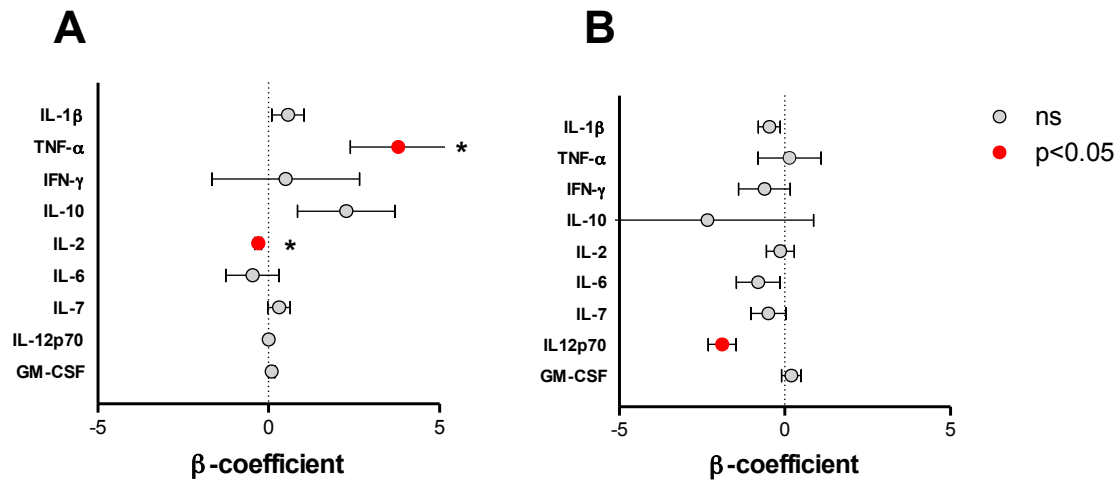 A
IL-1β
TNF-α
*
IFN-γ
IL-10
IL-2
*
IL-6
IL-7
IL-12p70
GM-CSF
-5
0
5
β-coefficient
B
IL-1β
TNF-α
IFN-γ
IL-10
IL-2
IL-6
IL-7
IL12p70
GM-CSF
-5
0
5
β-coefficient
ns
p<0.05